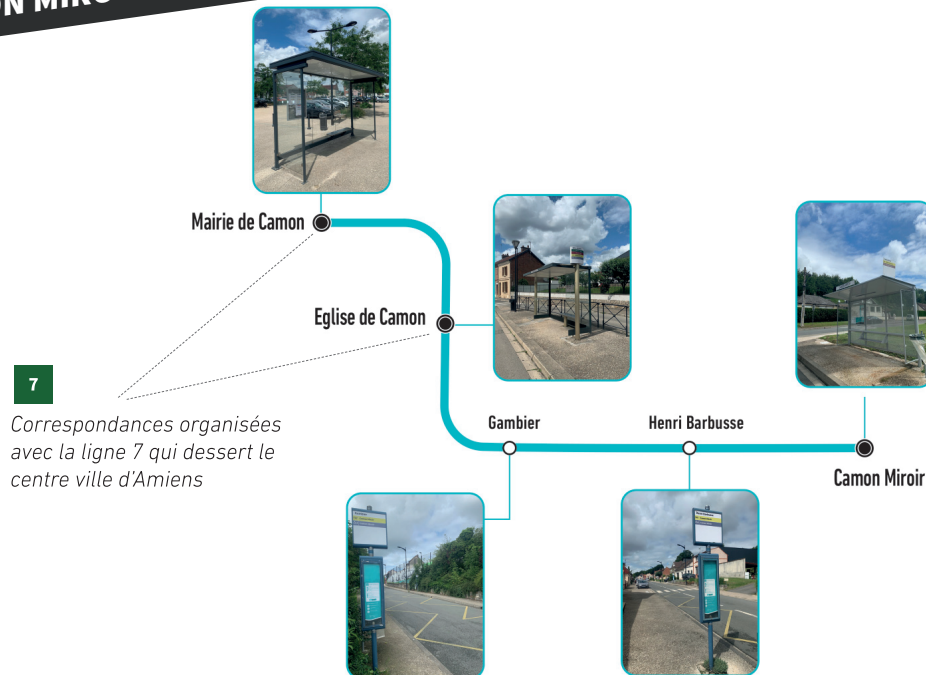 ON MIRO
Mairie de Camon
Eglise de Camon
7
Correspondances organisées
avec la ligne 7 qui dessert le
centre ville d’Amiens
Gambier
Henri Barbusse
Camon Miroir